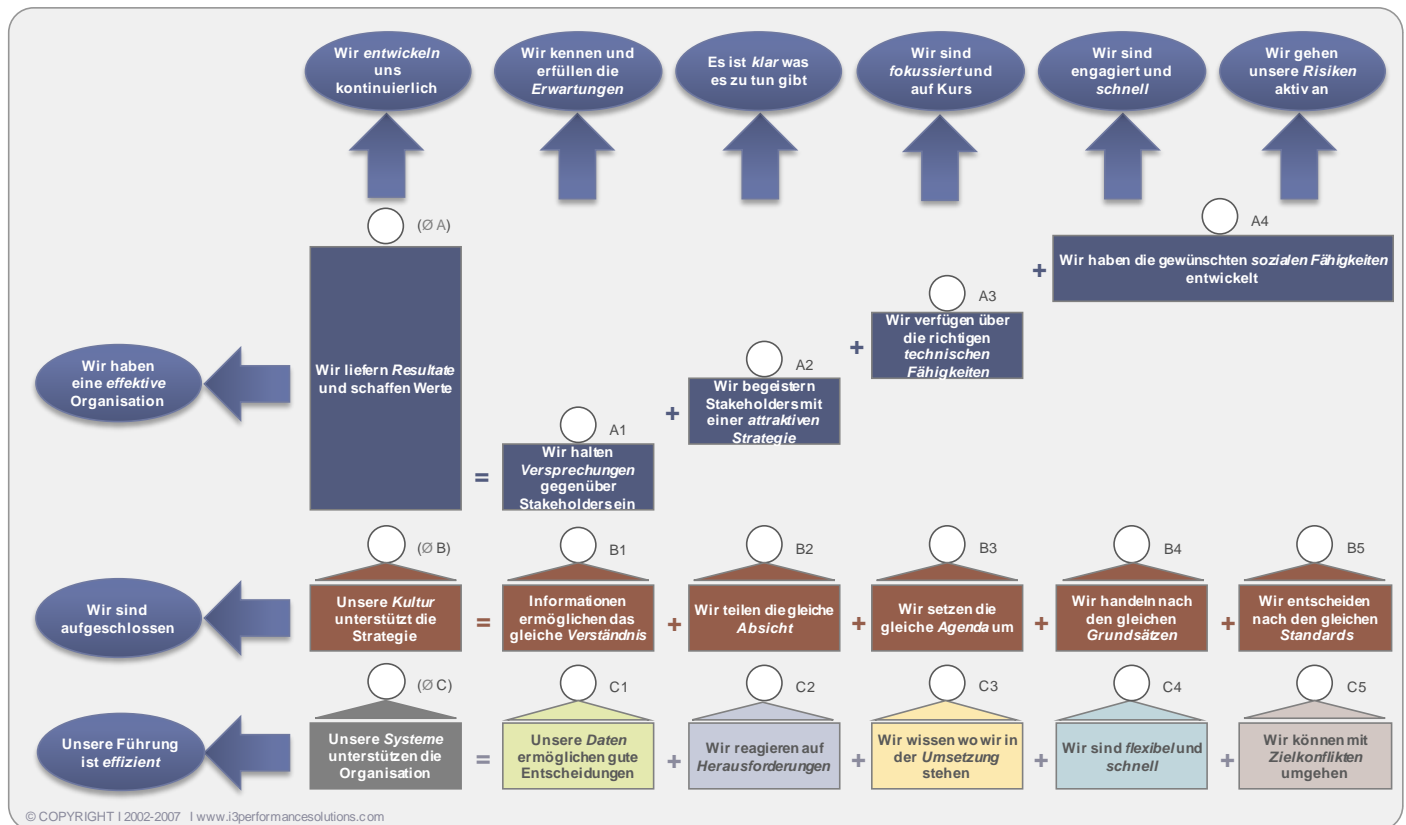 Wir entwickeln
uns
kontinuierlich
Wir kennen und
erfüllen die
Erwartungen
Es ist klar was
es zu tun gibt
Wir sind
fokussiert und
auf Kurs
Wir sind
engagiert und
schnell
Wir gehen
unsere Risiken
aktiv an
(Ø A)
A4
Wir haben die gewünschten sozialen Fähigkeiten
entwickelt
+
A3
Wir verfügen über
die richtigen
technischen
Fähigkeiten
+
A2
Wir begeistern
Stakeholders mit
einer attraktiven
Strategie
+
Wir haben
eine effektive
Organisation
Wir liefern Resultate
und schaffen Werte
=
A1
Wir halten
Versprechungen
gegenüber
Stakeholders ein
(Ø B)
B1
B2
B3
B4
B5
Wir sind
aufgeschlossen
Unsere Kultur
unterstützt die
Strategie
=
Informationen
ermöglichen das
gleiche Verständnis
+
Wir teilen die gleiche
Absicht
+
Wir setzen die
gleiche Agenda um
+
Wir handeln nach
den gleichen
Grundsätzen
+
Wir entscheiden
nach den gleichen
Standards
(Ø C)
C1
C2
C3
C4
C5
Unsere Führung
ist effizient
Unsere Systeme
unterstützen die
Organisation
=
Unsere Daten
ermöglichen gute
Entscheidungen
+
Wir reagieren auf
Herausforderungen
+
Wir wissen wo wir in
der Umsetzung
stehen
+
Wir sind flexibel und
schnell
+
Wir können mit
Zielkonflikten
umgehen
© COPYRIGHT I 2002-2007 I www.i3performancesolutions.com